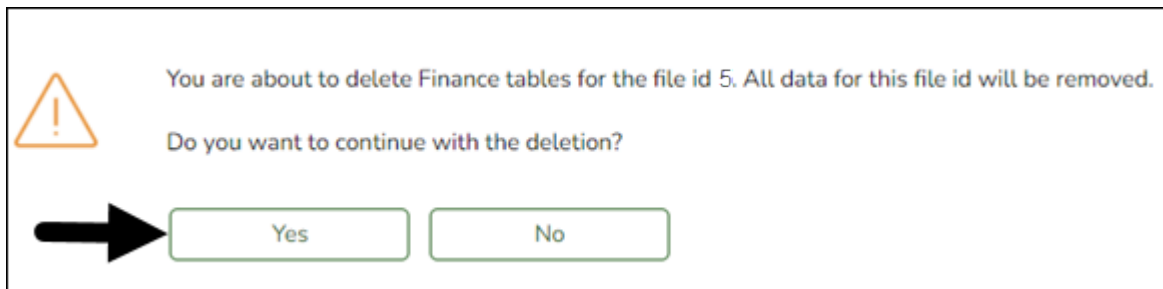 You are about to delete Finance tables for the file id 5. All data for this file id will be removed.
Do you want to continue with the deletion?
Yes No